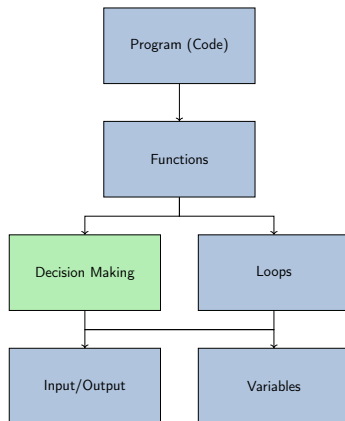 Program (Code)
Functions
Decision Making
Loops
Input/Output
Variables